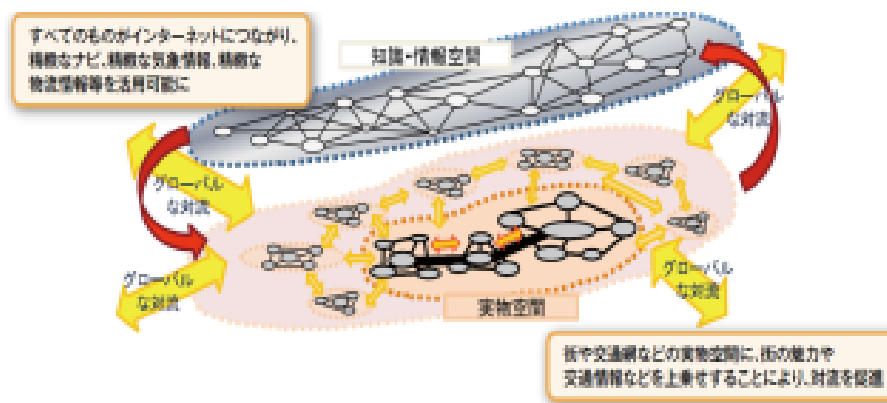 すべてのものがインターネットにつながり、
精緻なナビ、精緻な気象情報、精緻な
物流情報等を活用可能に
知識・情報空間
グローバル
な対流
グローバル
な対流
グローバル
な対流
グローバル
な対流
実物空間
街や交通網などの実物空間に、街の魅力や
交通情報などを上乗せすることにより、対流を促進